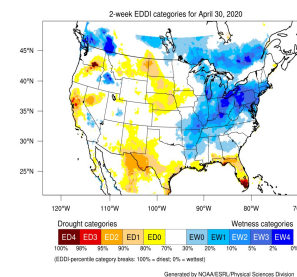 2-week EDDI categories for April 30, 2020
45°N
40°N
35°N
30°N
25°N
120°W 110°W 100°W 90°W 80°W 70°W
Drought categories Wetness categories
ED4 ED3 ED2 ED1 ED0 EW0 EW1 EW2 EW3 EW4
100% 98% 95% 90% 80% 70% 30% 20% 10% 5% 2% 0%
(EDDI-percentile category breaks: 100% = driest; 0% = wettest)
Generated by NOAA/ESRL/Physical Sciences Division